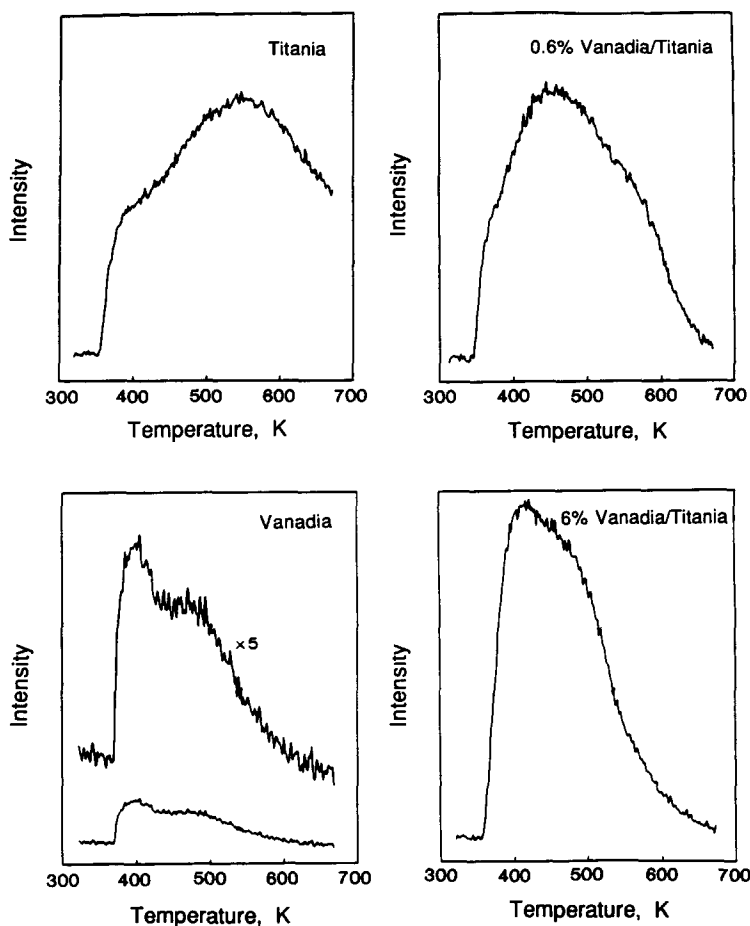 Titania
Intensity
300 400 500 600 700
Temperature, K
0.6% Vanadia/Titania
Intensity
300 400 500 600 700
Temperature, K
Vanadia
×5
Intensity
300 400 500 600 700
Temperature, K
6% Vanadia/Titania
Intensity
300 400 500 600 700
Temperature, K